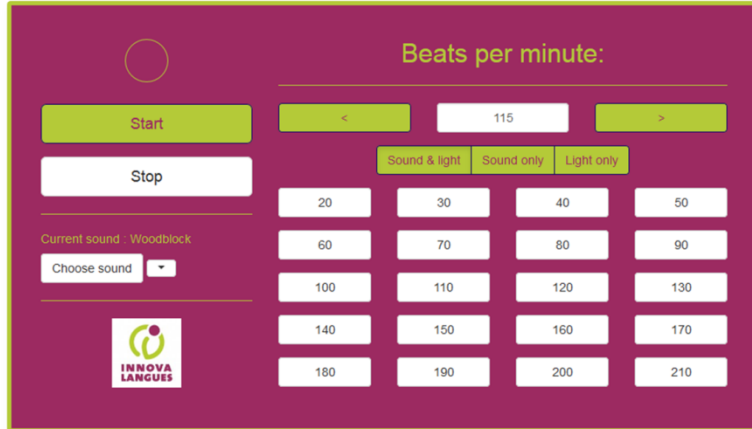 Beats per minute:
Start
Stop
Current sound : Woodblock
Choose sound
INNOVA
LANGUES
< 115 >
Sound & light Sound only Light only
20 30 40 50
60 70 80 90
100 110 120 130
140 150 160 170
180 190 200 210